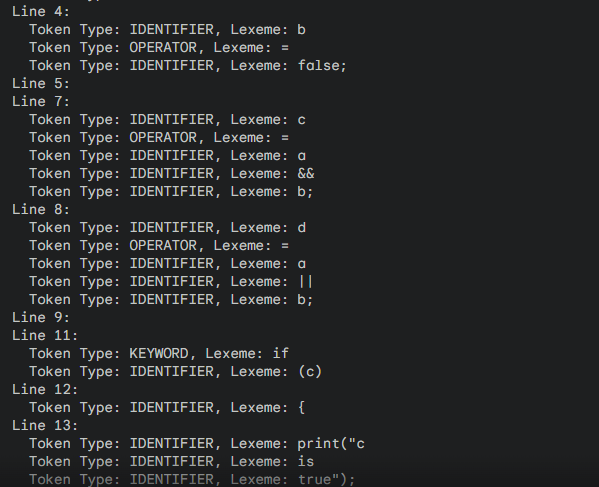 Line 4:
Token Type: IDENTIFIER, Lexeme: b
Token Type: OPERATOR, Lexeme: =
Token Type: IDENTIFIER, Lexeme: false;
Line 5:
Line 7:
Token Type: IDENTIFIER, Lexeme: c
Token Type: OPERATOR, Lexeme: =
Token Type: IDENTIFIER, Lexeme: a
Token Type: IDENTIFIER, Lexeme: &&
Token Type: IDENTIFIER, Lexeme: b;
Line 8:
Token Type: IDENTIFIER, Lexeme: d
Token Type: OPERATOR, Lexeme: =
Token Type: IDENTIFIER, Lexeme: a
Token Type: IDENTIFIER, Lexeme: ||
Token Type: IDENTIFIER, Lexeme: b;
Line 9:
Line 11:
Token Type: KEYWORD, Lexeme: if
Token Type: IDENTIFIER, Lexeme: (c)
Line 12:
Token Type: IDENTIFIER, Lexeme: {
Line 13:
Token Type: IDENTIFIER, Lexeme: print("c
Token Type: IDENTIFIER, Lexeme: is
Token Type: IDENTIFIER, Lexeme: true");